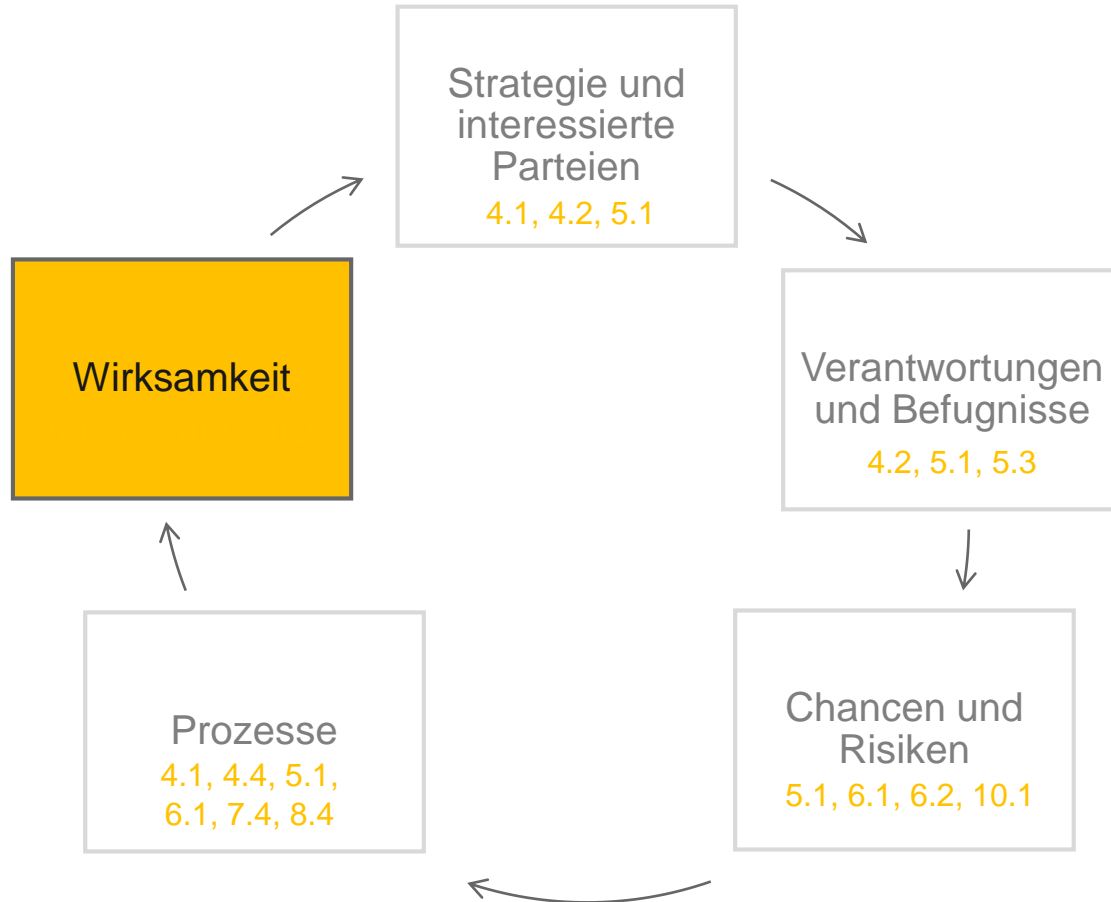 Strategie und
interessierte
Parteien
4.1, 4.2, 5.1
Wirksamkeit
Verantwortungen
und Befugnisse
4.2, 5.1, 5.3
Prozesse
4.1, 4.4, 5.1,
6.1, 7.4, 8.4
Chancen und
Risiken
5.1, 6.1, 6.2, 10.1